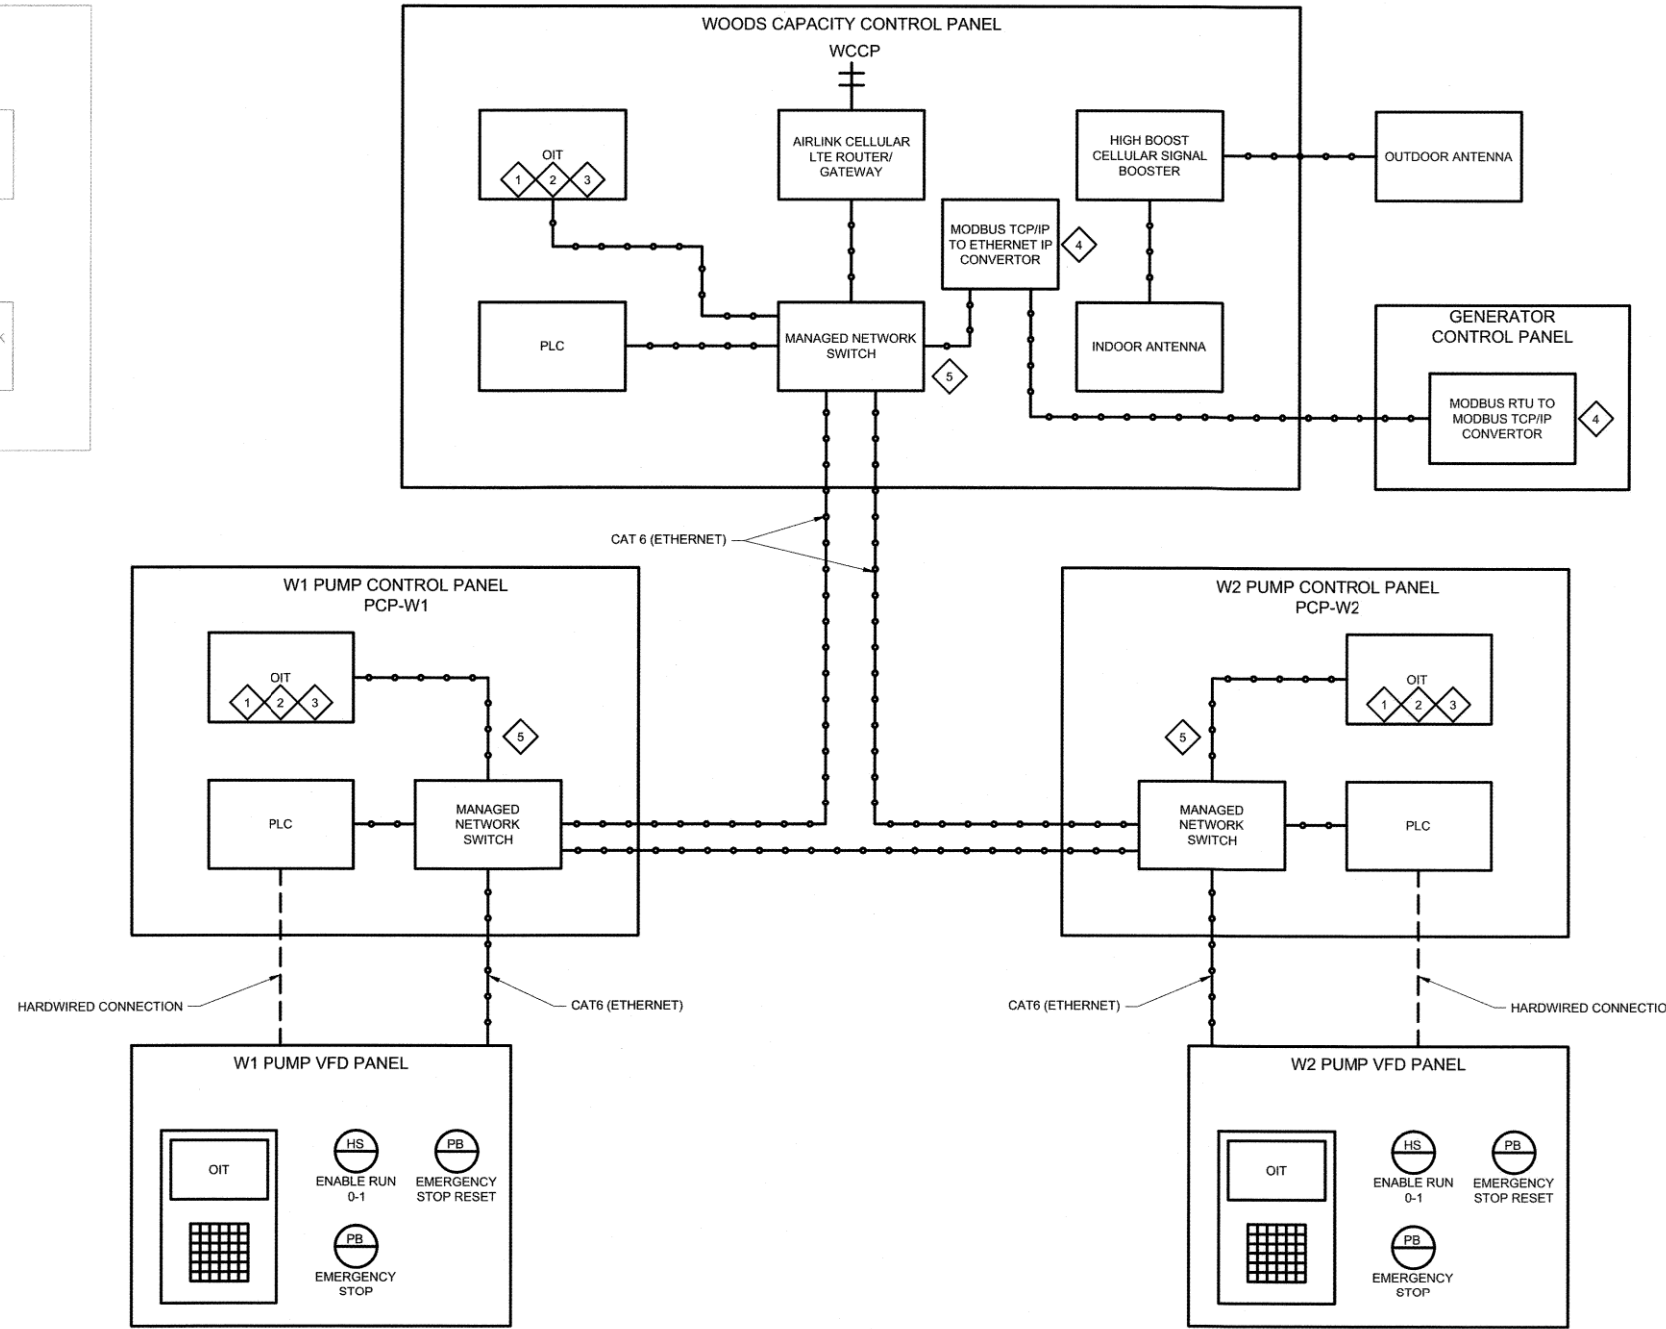 WOODS CAPACITY CONTROL PANEL
WCCP
OIT
1 2 3
AIRLINK CELLULAR
LTE ROUTER/
GATEWAY
HIGH BOOST
CELLULAR SIGNAL
BOOSTER
OUTDOOR ANTENNA
MODBUS TCP/IP
TO ETHERNET IP
CONVERTOR
4
PLC
MANAGED NETWORK
SWITCH
5
INDOOR ANTENNA
GENERATOR
CONTROL PANEL
MODBUS RTU TO
MODBUS TCP/IP
CONVERTOR
4
K
CAT 6 (ETHERNET)
W1 PUMP CONTROL PANEL
PCP-W1
OIT
1 2 3
5
PLC
MANAGED
NETWORK
SWITCH
W2 PUMP CONTROL PANEL
PCP-W2
OIT
1 2 3
5
MANAGED
NETWORK
SWITCH
PLC
HARDWIRED CONNECTION
CAT6 (ETHERNET)
CAT6 (ETHERNET)
HARDWIRED CONNECTIO
W1 PUMP VFD PANEL
OIT
HS
ENABLE RUN
0-1
PB
EMERGENCY
STOP RESET
PB
EMERGENCY
STOP
W2 PUMP VFD PANEL
OIT
HS
ENABLE RUN
0-1
PB
EMERGENCY
STOP RESET
PB
EMERGENCY
STOP